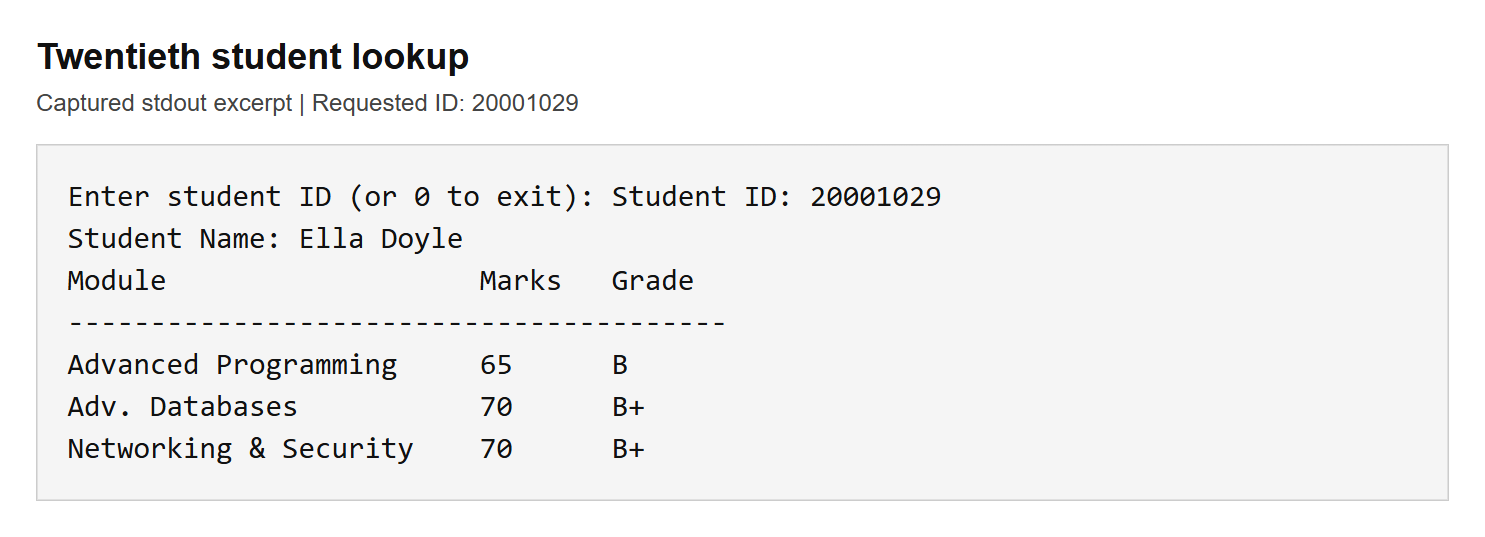 Twentieth student lookup
Captured stdout excerpt | Requested ID: 20001029
Enter student ID (or 0 to exit): Student ID: 20001029
Student Name: Ella Doyle
Module                   Marks   Grade
----------------------------------------
Advanced Programming     65      B
Adv. Databases           70      B+
Networking & Security    70      B+